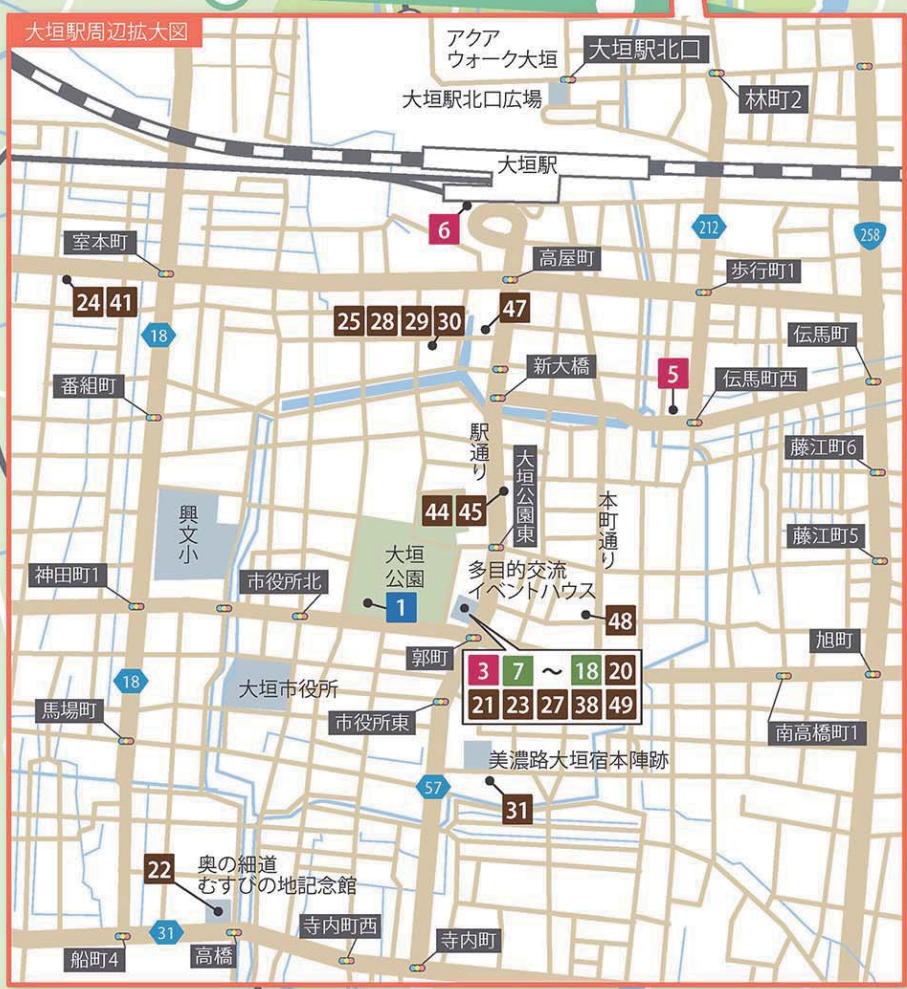 大垣駅周辺拡大図
アクア
ウォーク大垣
大垣駅北口
大垣駅北口広場
林町2
大垣駅
6
212
258
室本町
高屋町
歩行町1
24 41
18
25 28 29 30
47
伝馬町
新大橋
5
伝馬町西
番組町
駅通り
大垣公園東
藤江町6
44 45
本町通り
興文小
藤江町5
大垣
公園
多目的交流
イベントハウス
神田町1
市役所北
1
48
郭町
旭町
3 7 ～ 18 20
21 23 27 38 49
18
大垣市役所
馬場町
市役所東
南高橋町1
美濃路大垣宿本陣跡
57
31
22
奥の細道
むすびの地記念館
31
船町4
高橋
寺内町西
寺内町